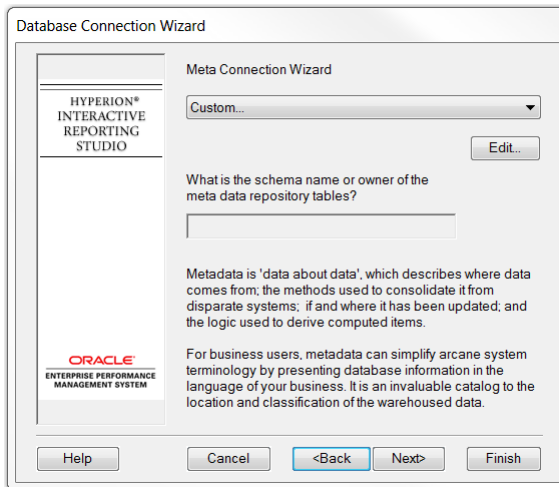 Database Connection Wizard
HYPERION®
INTERACTIVE
REPORTING
STUDIO
ORACLE
ENTERPRISE PERFORMANCE
MANAGEMENT SYSTEM
Meta Connection Wizard
Custom...
Edit...
What is the schema name or owner of the
meta data repository tables?
Metadata is 'data about data', which describes where data
comes from; the methods used to consolidate it from
disparate systems; if and where it has been updated; and
the logic used to derive computed items.
For business users, metadata can simplify arcane system
terminology by presenting database information in the
language of your business. It is an invaluable catalog to the
location and classification of the warehoused data.
Help
Cancel
<Back
Next>
Finish